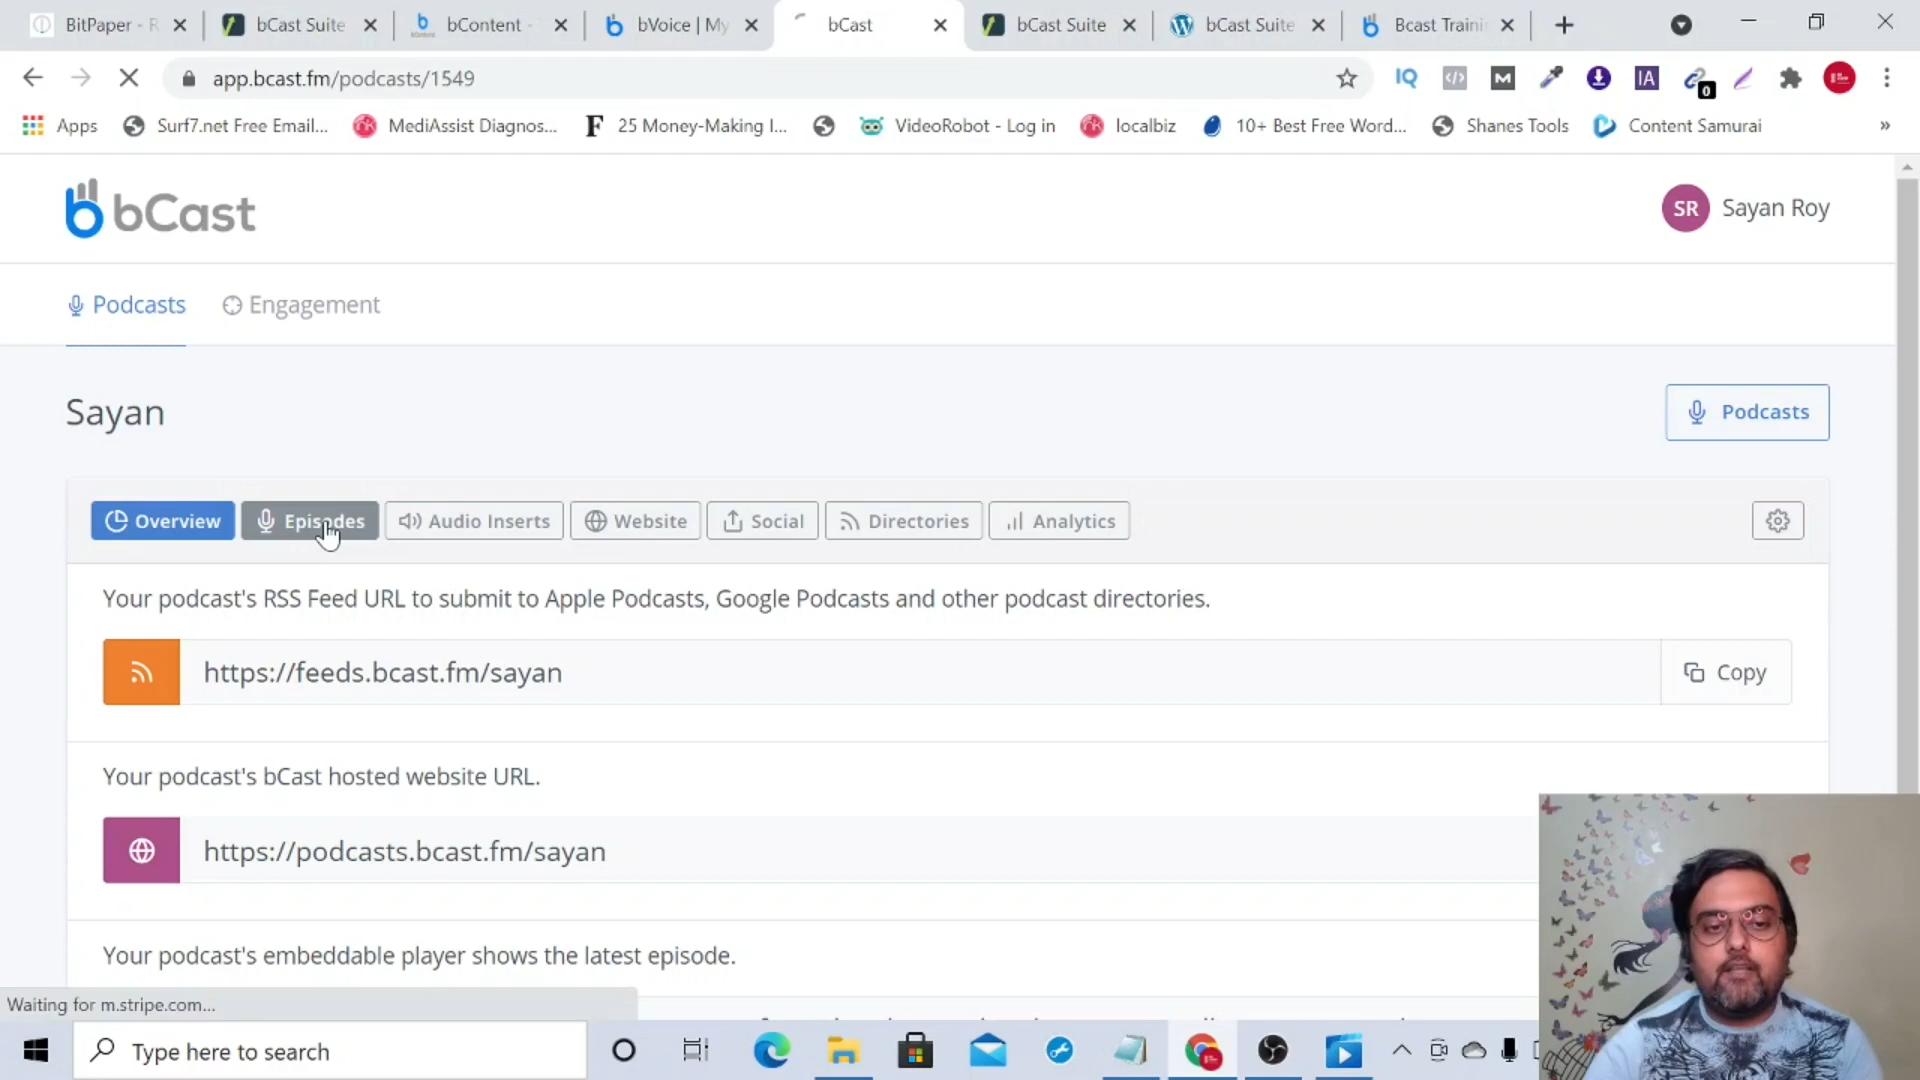 BitPaper - R
bCast Suite
bContent -
bVoice | My
bCast
bCast Suite
bCast Suite
Bcast Traini
app.bcast.fm/podcasts/1549
IQ
M
IA
0
Apps
Surf7.net Free Email...
MediAssist Diagnos...
25 Money-Making I...
VideoRobot - Log in
localbiz
10+ Best Free Word...
Shanes Tools
Content Samurai
»
bCast
SR Sayan Roy
Podcasts
Engagement
Sayan
Podcasts
Overview
Episodes
Audio Inserts
Website
Social
Directories
Analytics
Your podcast's RSS Feed URL to submit to Apple Podcasts, Google Podcasts and other podcast directories.
https://feeds.bcast.fm/sayan
Copy
Your podcast's bCast hosted website URL.
https://podcasts.bcast.fm/sayan
Your podcast's embeddable player shows the latest episode.
Waiting for m.stripe.com...
Type here to search